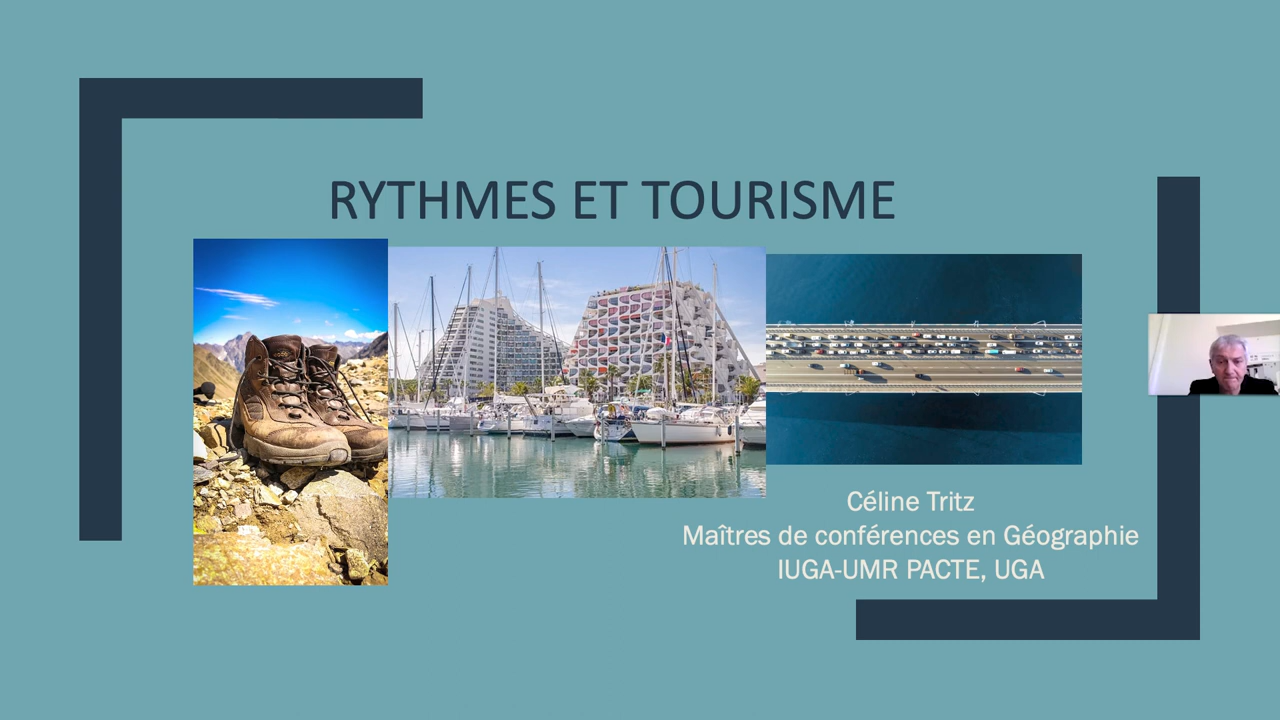 RYTHMES ET TOURISME
Céline Tritz
Maîtres de conférences en Géographie
IUGA-UMR PACTE, UGA